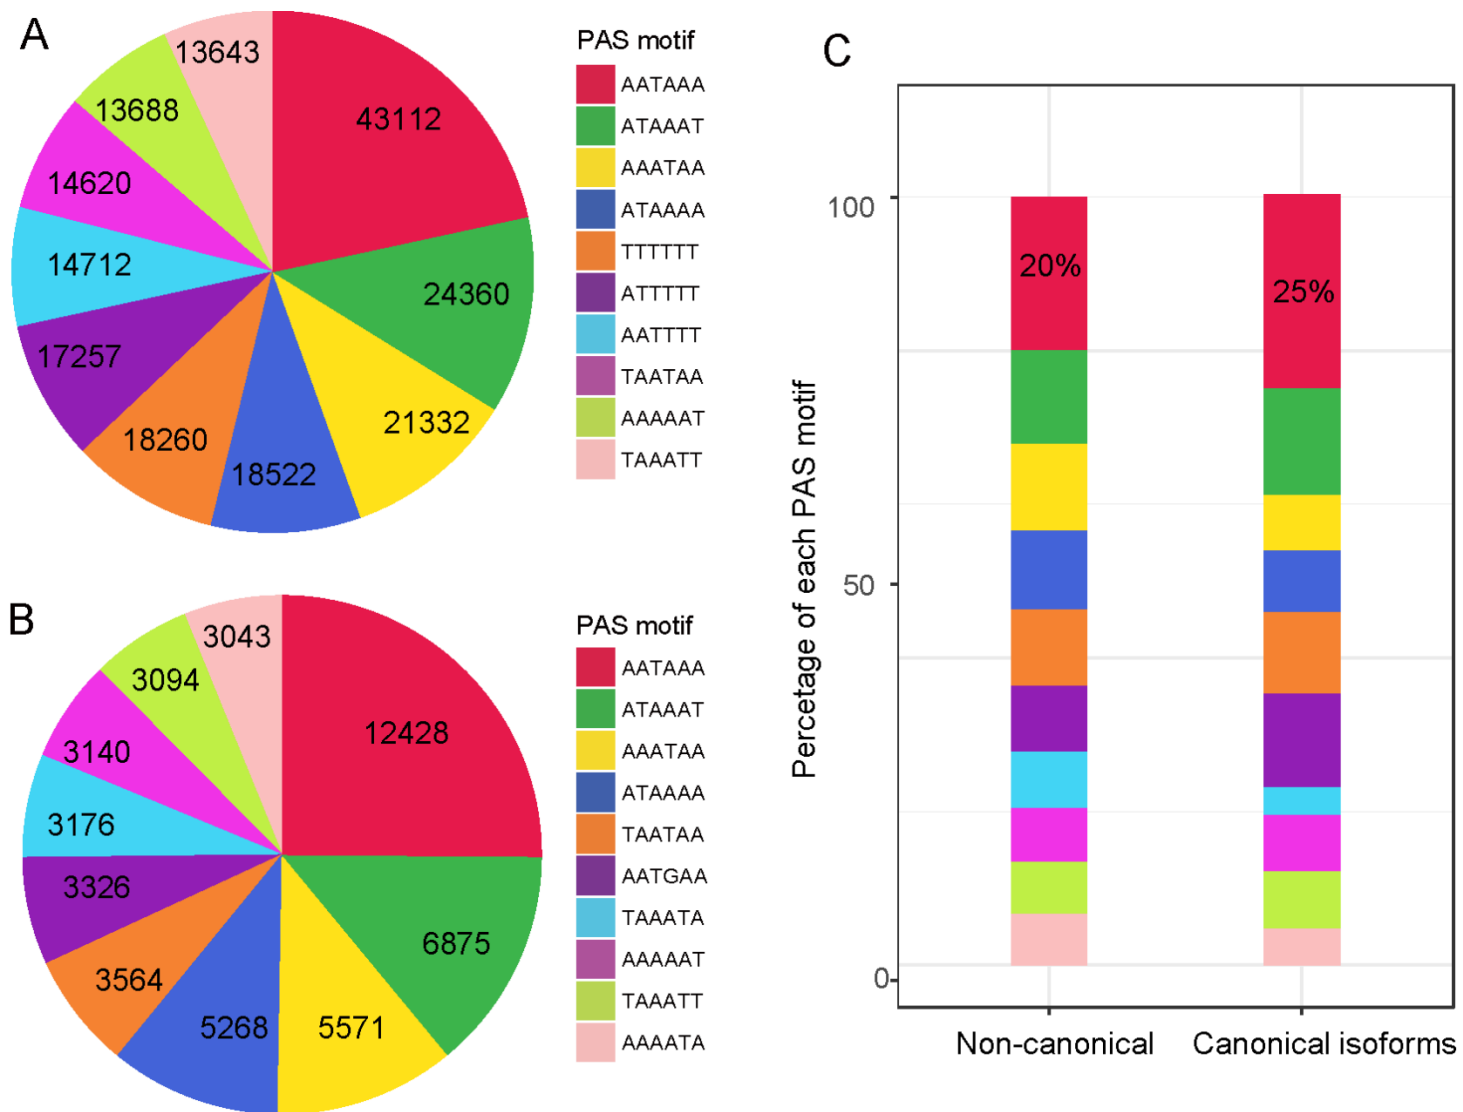 A
13643
13688
43112
14620
14712
24360
17257
21332
18260
18522
PAS motif
AATAAA
ATAAAT
AAATAA
ATAAAA
TTTTTT
ATTTTT
AATTTT
TAATAA
AAAAAT
TAAATT
B
3043
3094
12428
3140
3176
3326
6875
3564
5268
5571
PAS motif
AATAAA
ATAAAT
AAATAA
ATAAAA
TAATAA
AATGAA
TAAATA
AAAAAT
TAAATT
AAAATA
C
Percetage of each PAS motif
100
50
0
20%
25%
Non-canonical
Canonical isoforms